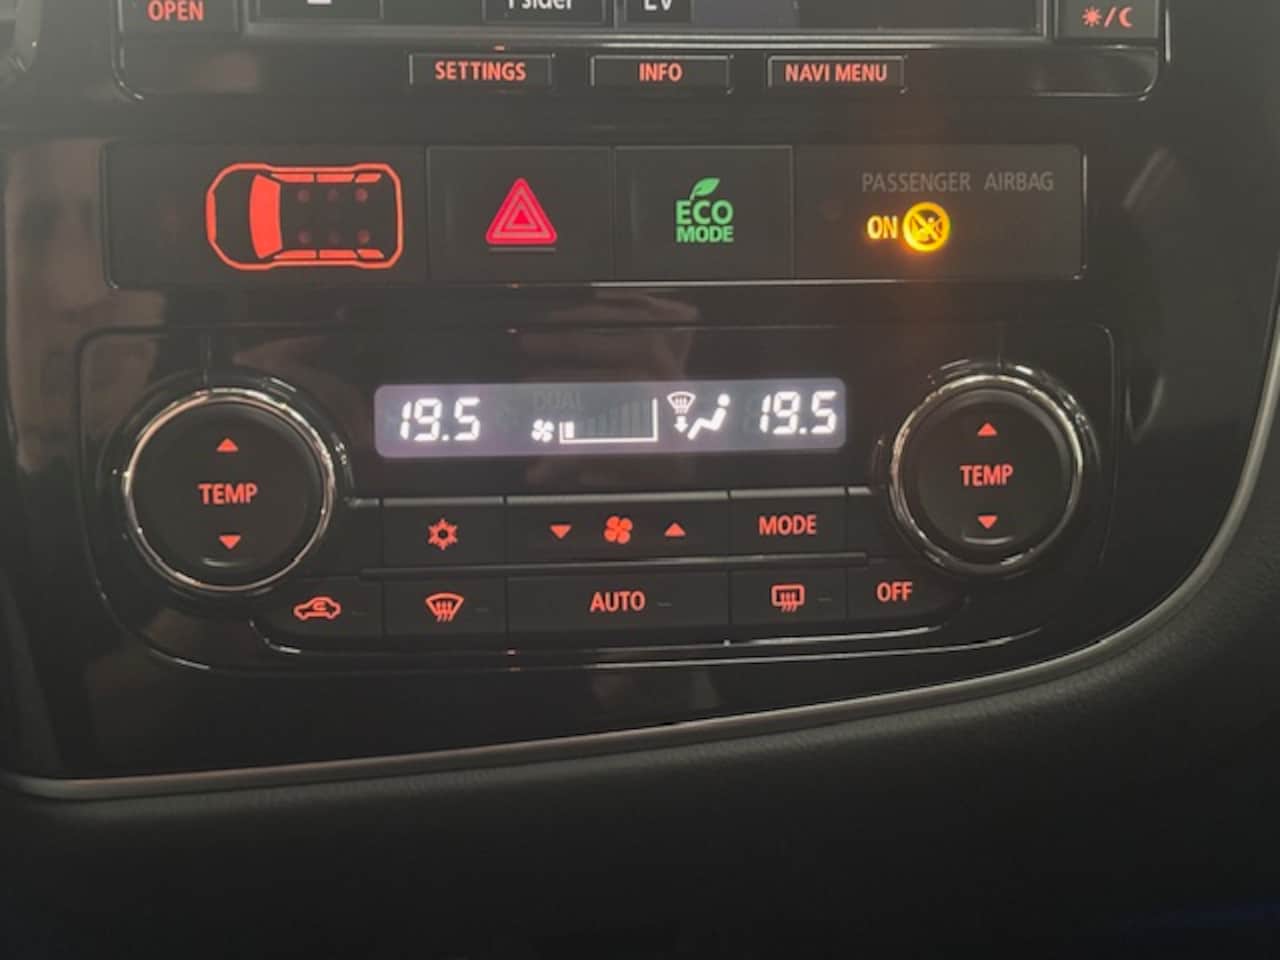 OPEN
EV
SETTINGS INFO NAVI MENU
ECO
MODE
PASSENGER AIRBAG
ON
DUAL
19.5 19.5
TEMP TEMP
MODE
AUTO OFF